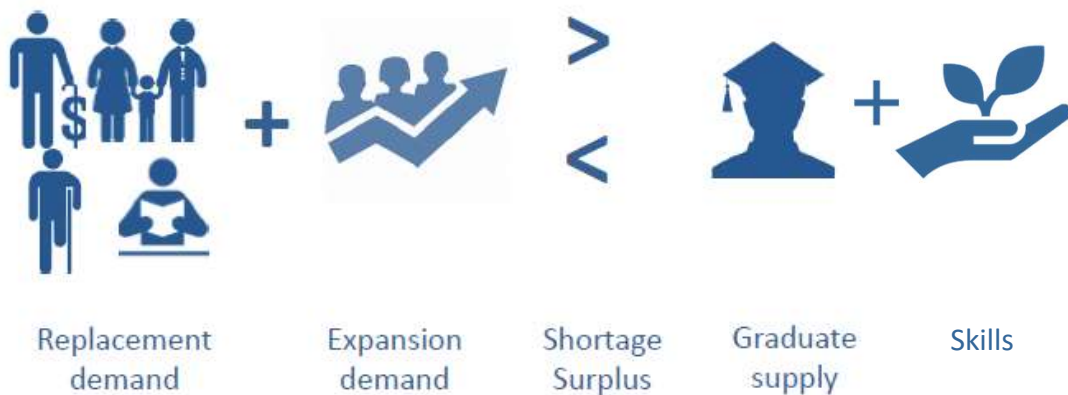 $
+
>
<
+
Replacement
demand
Expansion
demand
Shortage
Surplus
Graduate
supply
Skills